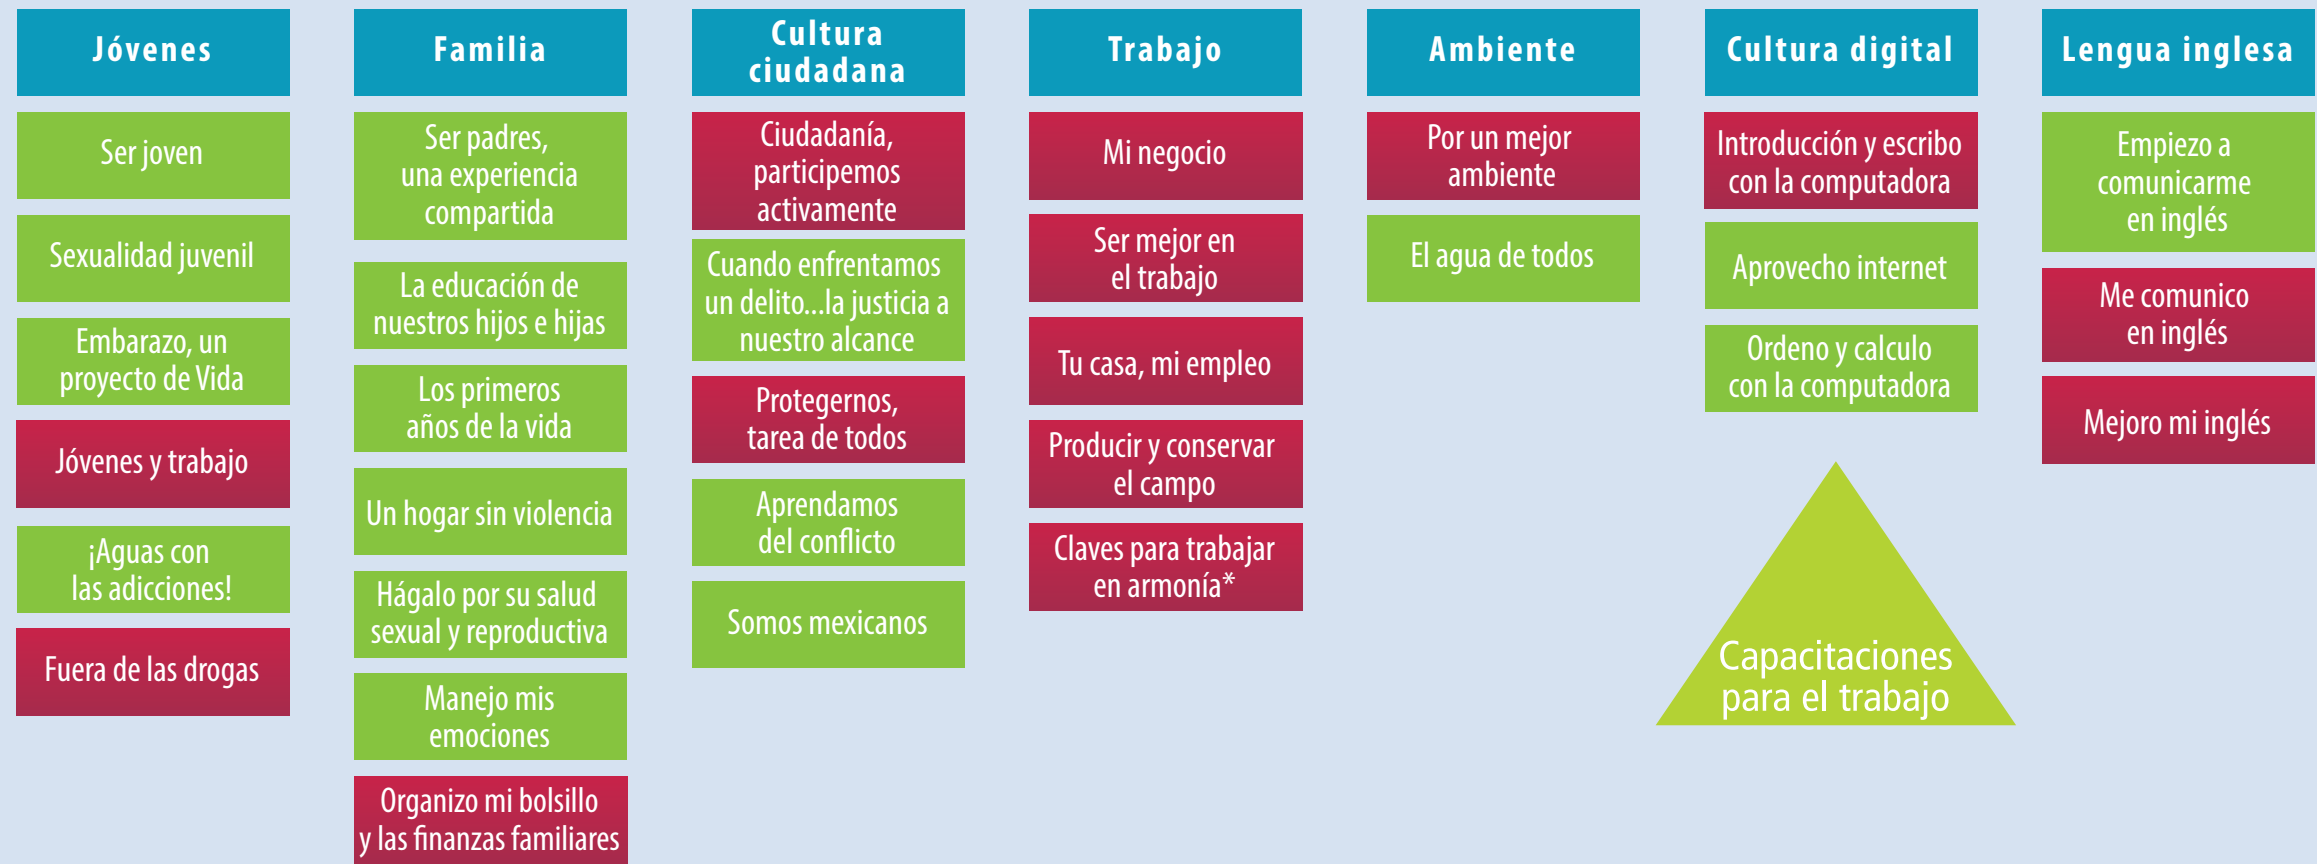 Jóvenes
Ser joven
Sexualidad juvenil
Embarazo, un
proyecto de Vida
Jóvenes y trabajo
¡Aguas con
las adicciones!
Fuera de las drogas
Familia
Ser padres,
una experiencia
compartida
La educación de
nuestros hijos e hijas
Los primeros
años de la vida
Un hogar sin violencia
Hágalo por su salud
sexual y reproductiva
Manejo mis
emociones
Organizo mi bolsillo
y las finanzas familiares
Cultura
ciudadana
Ciudadanía,
participemos
activamente
Cuando enfrentamos
un delito...la justicia a
nuestro alcance
Protegernos,
tarea de todos
Aprendamos
del conflicto
Somos mexicanos
Trabajo
Mi negocio
Ser mejor en
el trabajo
Tu casa, mi empleo
Producir y conservar
el campo
Claves para trabajar
en armonía*
Ambiente
Por un mejor
ambiente
El agua de todos
Cultura digital
Introducción y escribo
con la computadora
Aprovecho internet
Ordeno y calculo
con la computadora
Capacitaciones
para el trabajo
Lengua inglesa
Empiezo a
comunicarme
en inglés
Me comunico
en inglés
Mejoro mi inglés